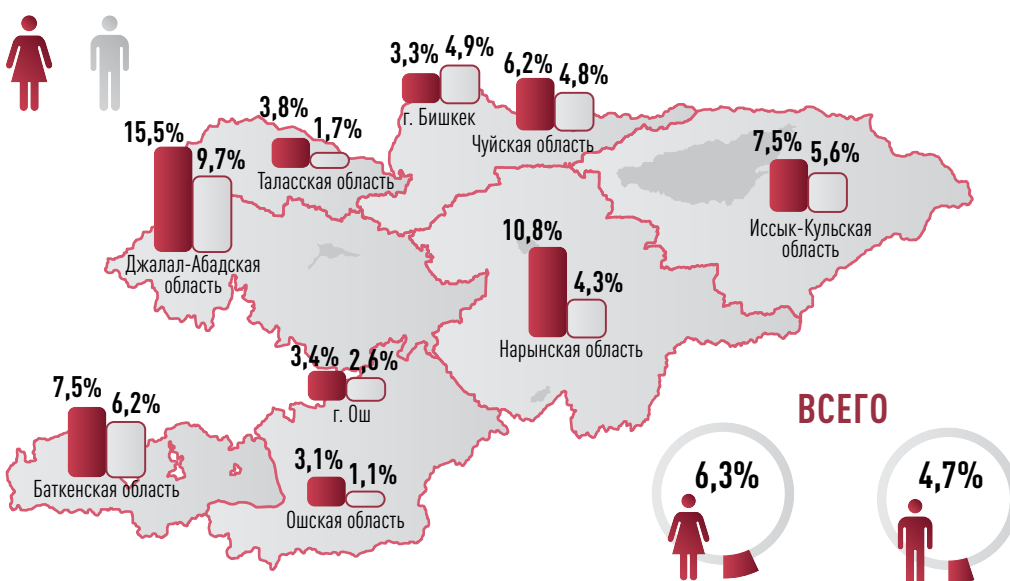 3,3% 4,9%
г. Бишкек
6,2% 4,8%
Чуйская область
3,8% 1,7%
Таласская область
15,5% 9,7%
Джалал-Абадская
область
7,5% 5,6%
Иссык-Кульская
область
10,8% 4,3%
Нарынская область
3,4% 2,6%
г. Ош
7,5% 6,2%
Баткенская область
3,1% 1,1%
Ошская область
ВСЕГО
6,3% 4,7%